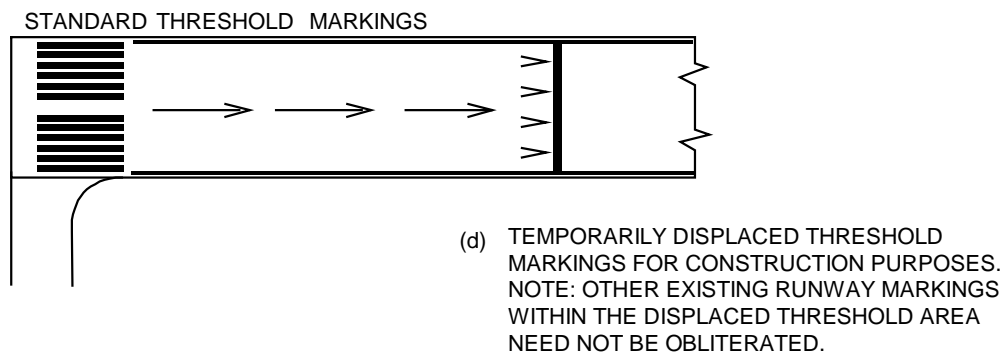 STANDARD THRESHOLD MARKINGS
(d) TEMPORARILY DISPLACED THRESHOLD
MARKINGS FOR CONSTRUCTION PURPOSES.
NOTE: OTHER EXISTING RUNWAY MARKINGS
WITHIN THE DISPLACED THRESHOLD AREA
NEED NOT BE OBLITERATED.